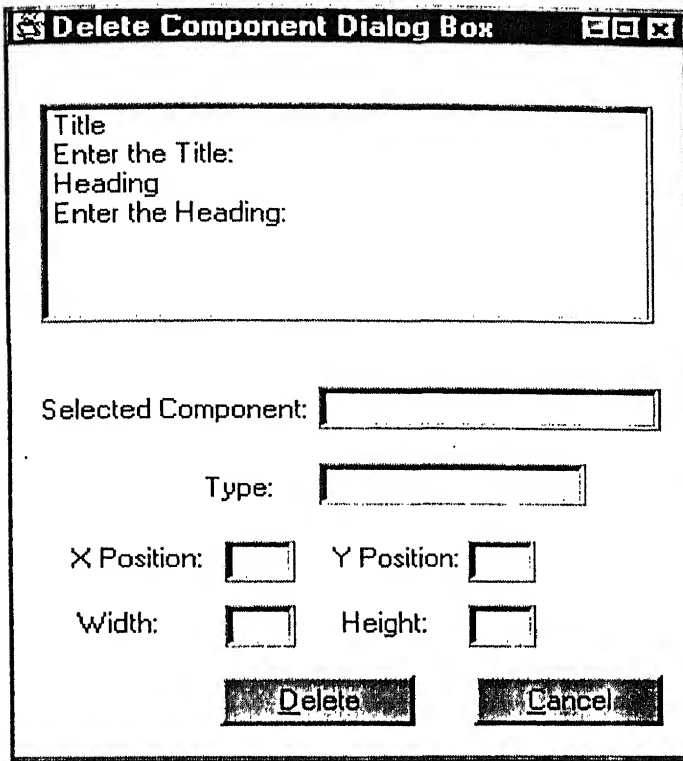 Delete Component Dialog Box
Title
Enter the Title:
Heading
Enter the Heading:
Selected Component:
Type:
X Position:
Y Position:
Width:
Height:
Delete
Cancel